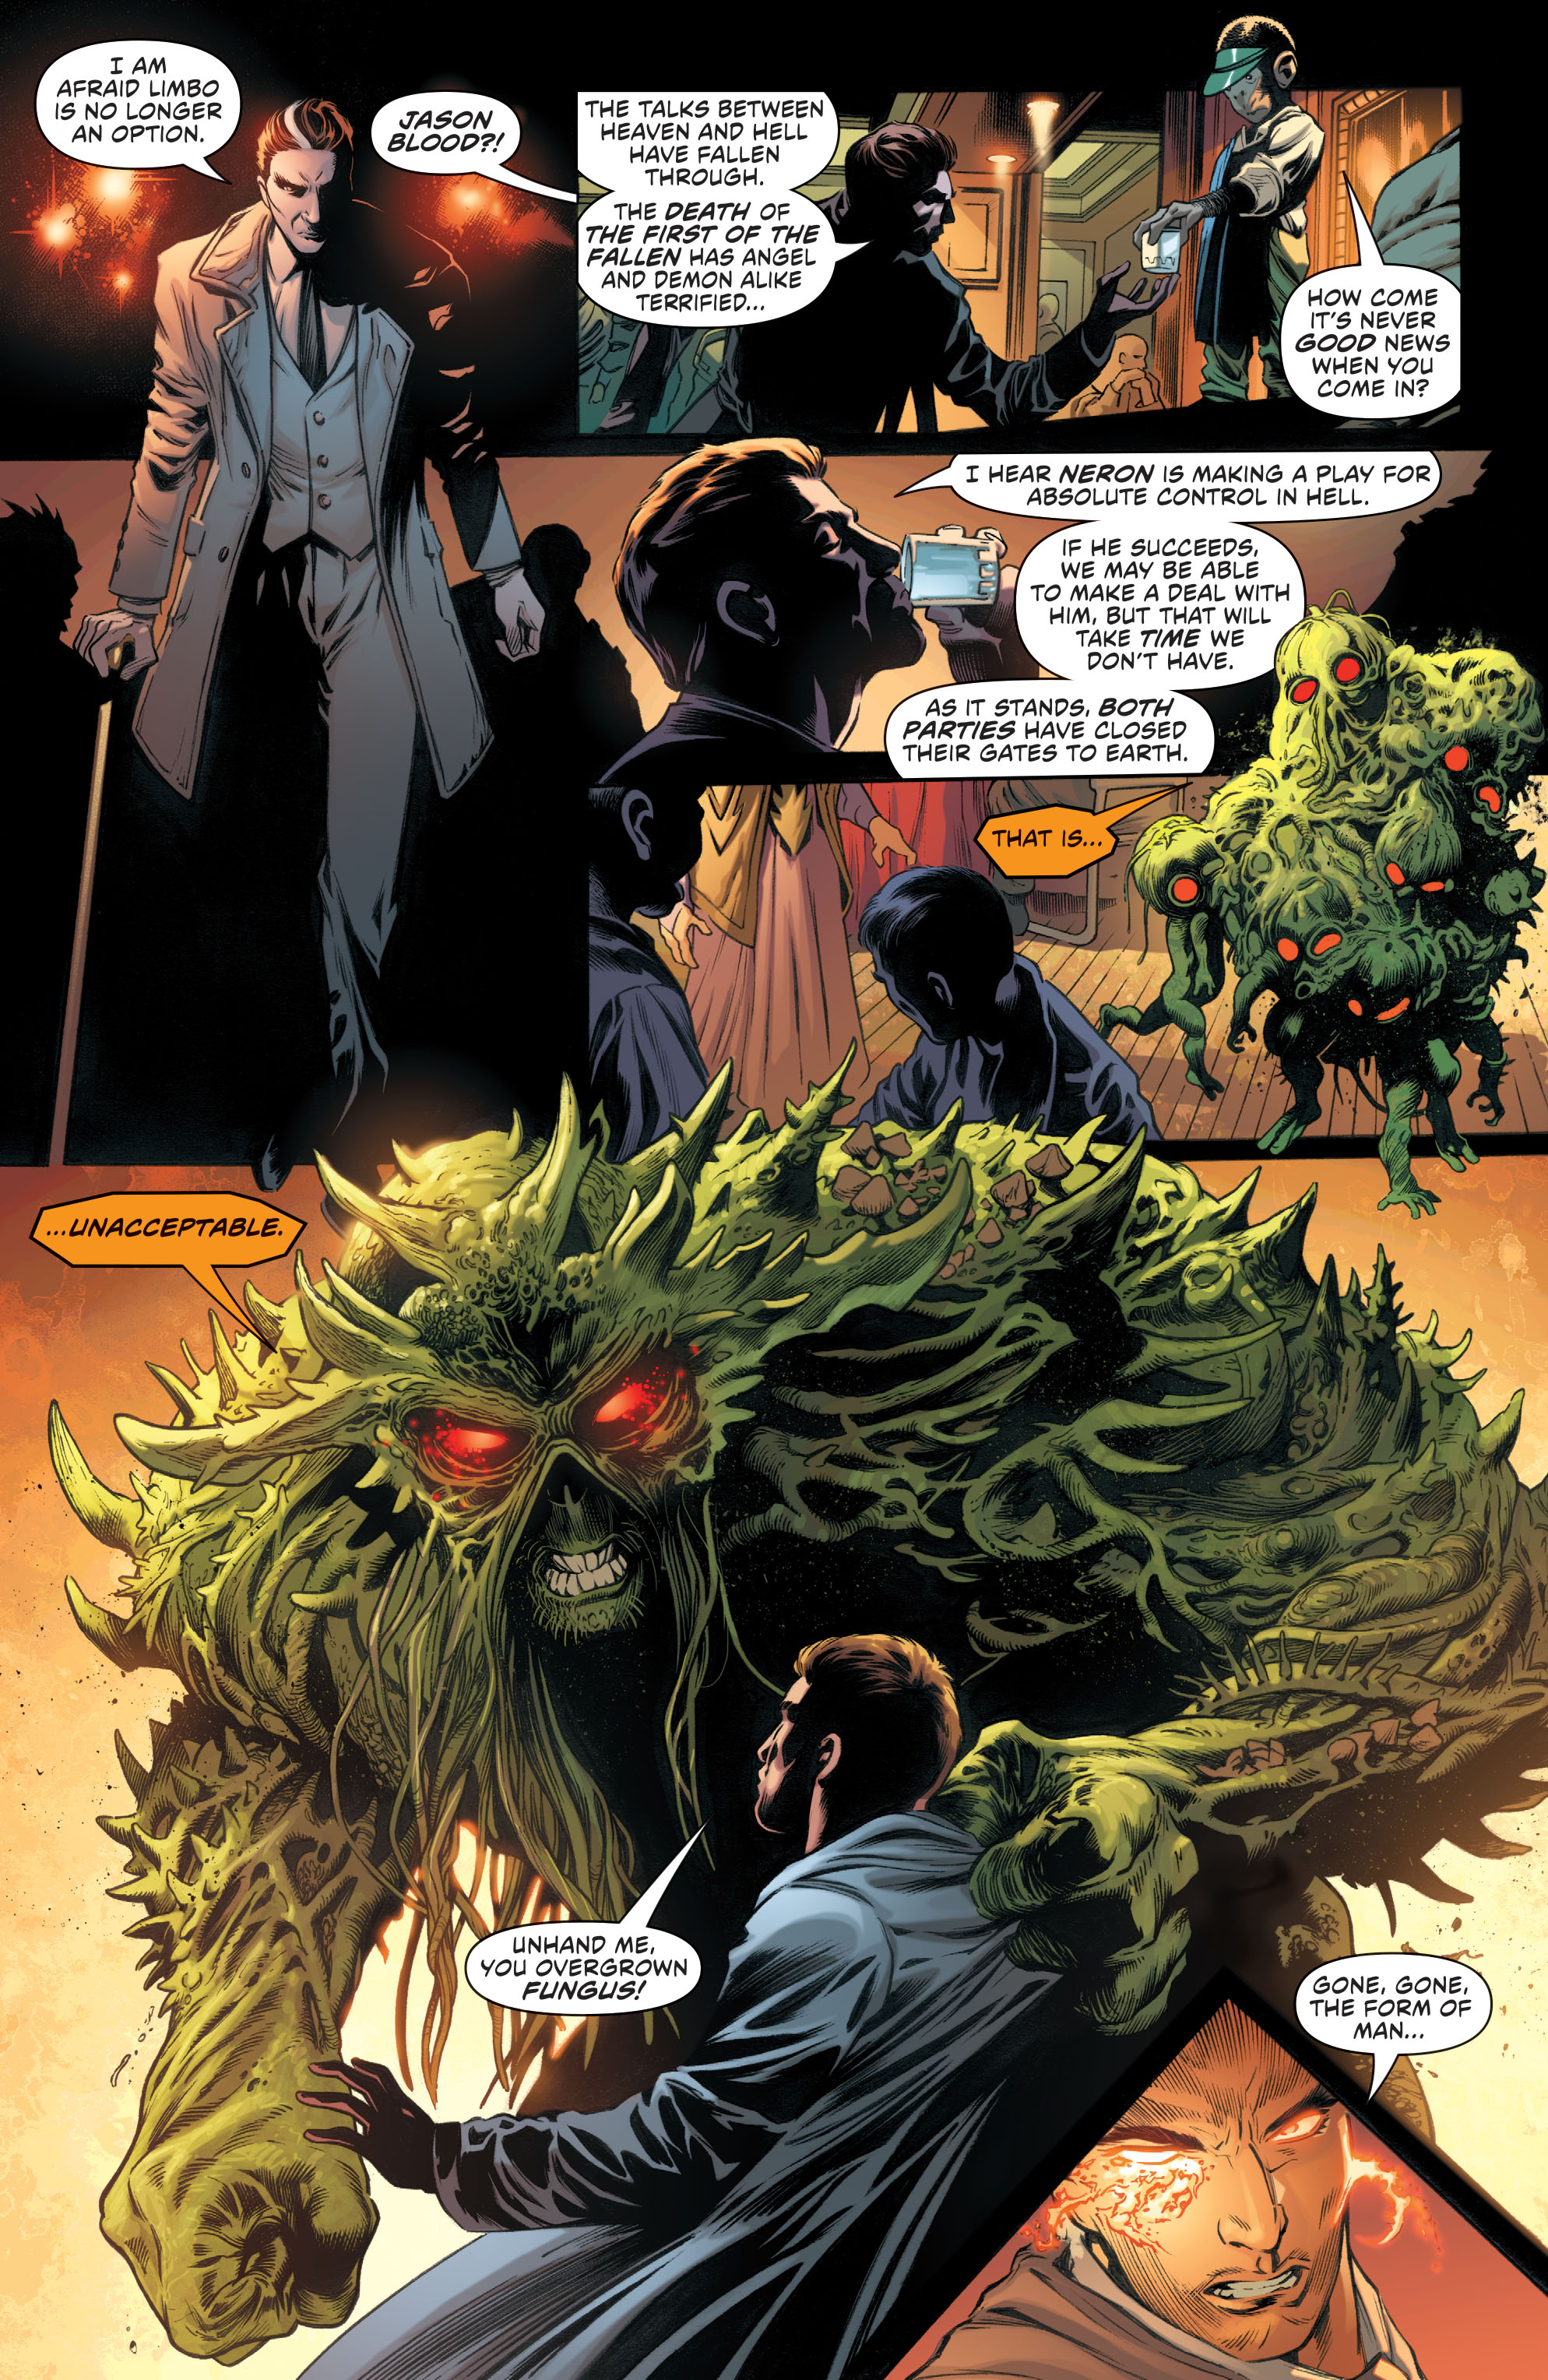 I AM
AFRAID LIMBO
IS NO LONGER
AN OPTION.
JASON
BLOOD?!
THE TALKS BETWEEN
HEAVEN AND HELL
HAVE FALLEN
THROUGH.
THE DEATH OF
THE FIRST OF THE
FALLEN HAS ANGEL
AND DEMON ALIKE
TERRIFIED...
HOW COME
IT'S NEVER
GOOD NEWS
WHEN YOU
COME IN?
I HEAR NERON IS MAKING A PLAY FOR
ABSOLUTE CONTROL IN HELL.
IF HE SUCCEEDS,
WE MAY BE ABLE
TO MAKE A DEAL WITH
HIM, BUT THAT WILL
TAKE TIME WE
DON'T HAVE.
AS IT STANDS, BOTH
PARTIES HAVE CLOSED
THEIR GATES TO EARTH.
THAT IS...
...UNACCEPTABLE.
UNHAND ME,
YOU OVERGROWN
FUNGUS!
GONE, GONE,
THE FORM OF
MAN...